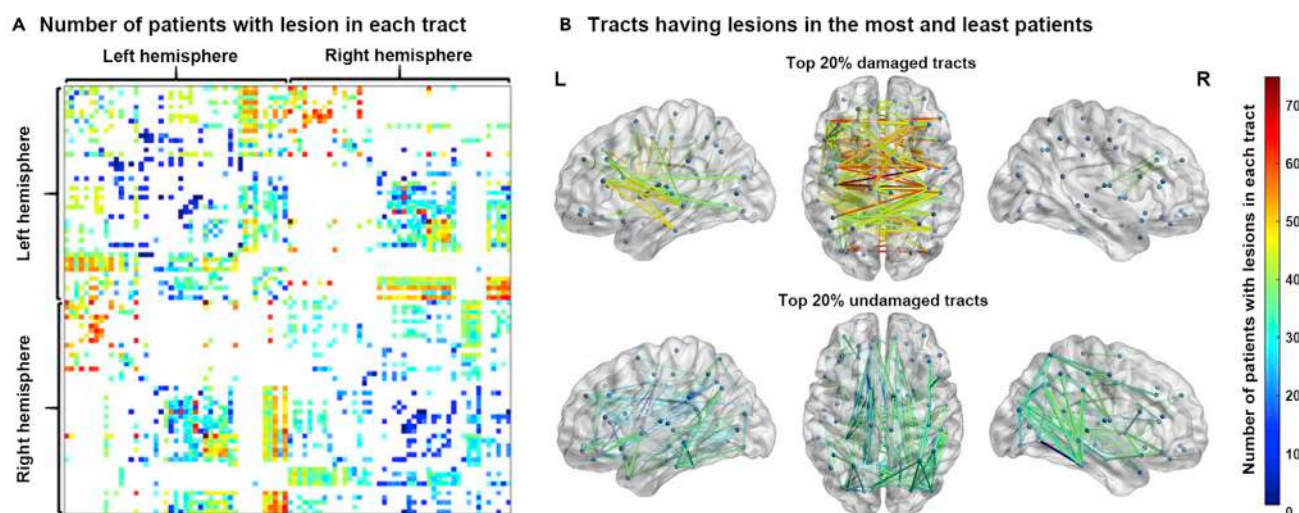 A Number of patients with lesion in each tract
Left hemisphere
Right hemisphere
Left hemisphere
Right hemisphere
B Tracts having lesions in the most and least patients
Top 20% damaged tracts
L
R
Top 20% undamaged tracts
70
60
50
40
30
20
10
0
Number of patients with lesions in each tract